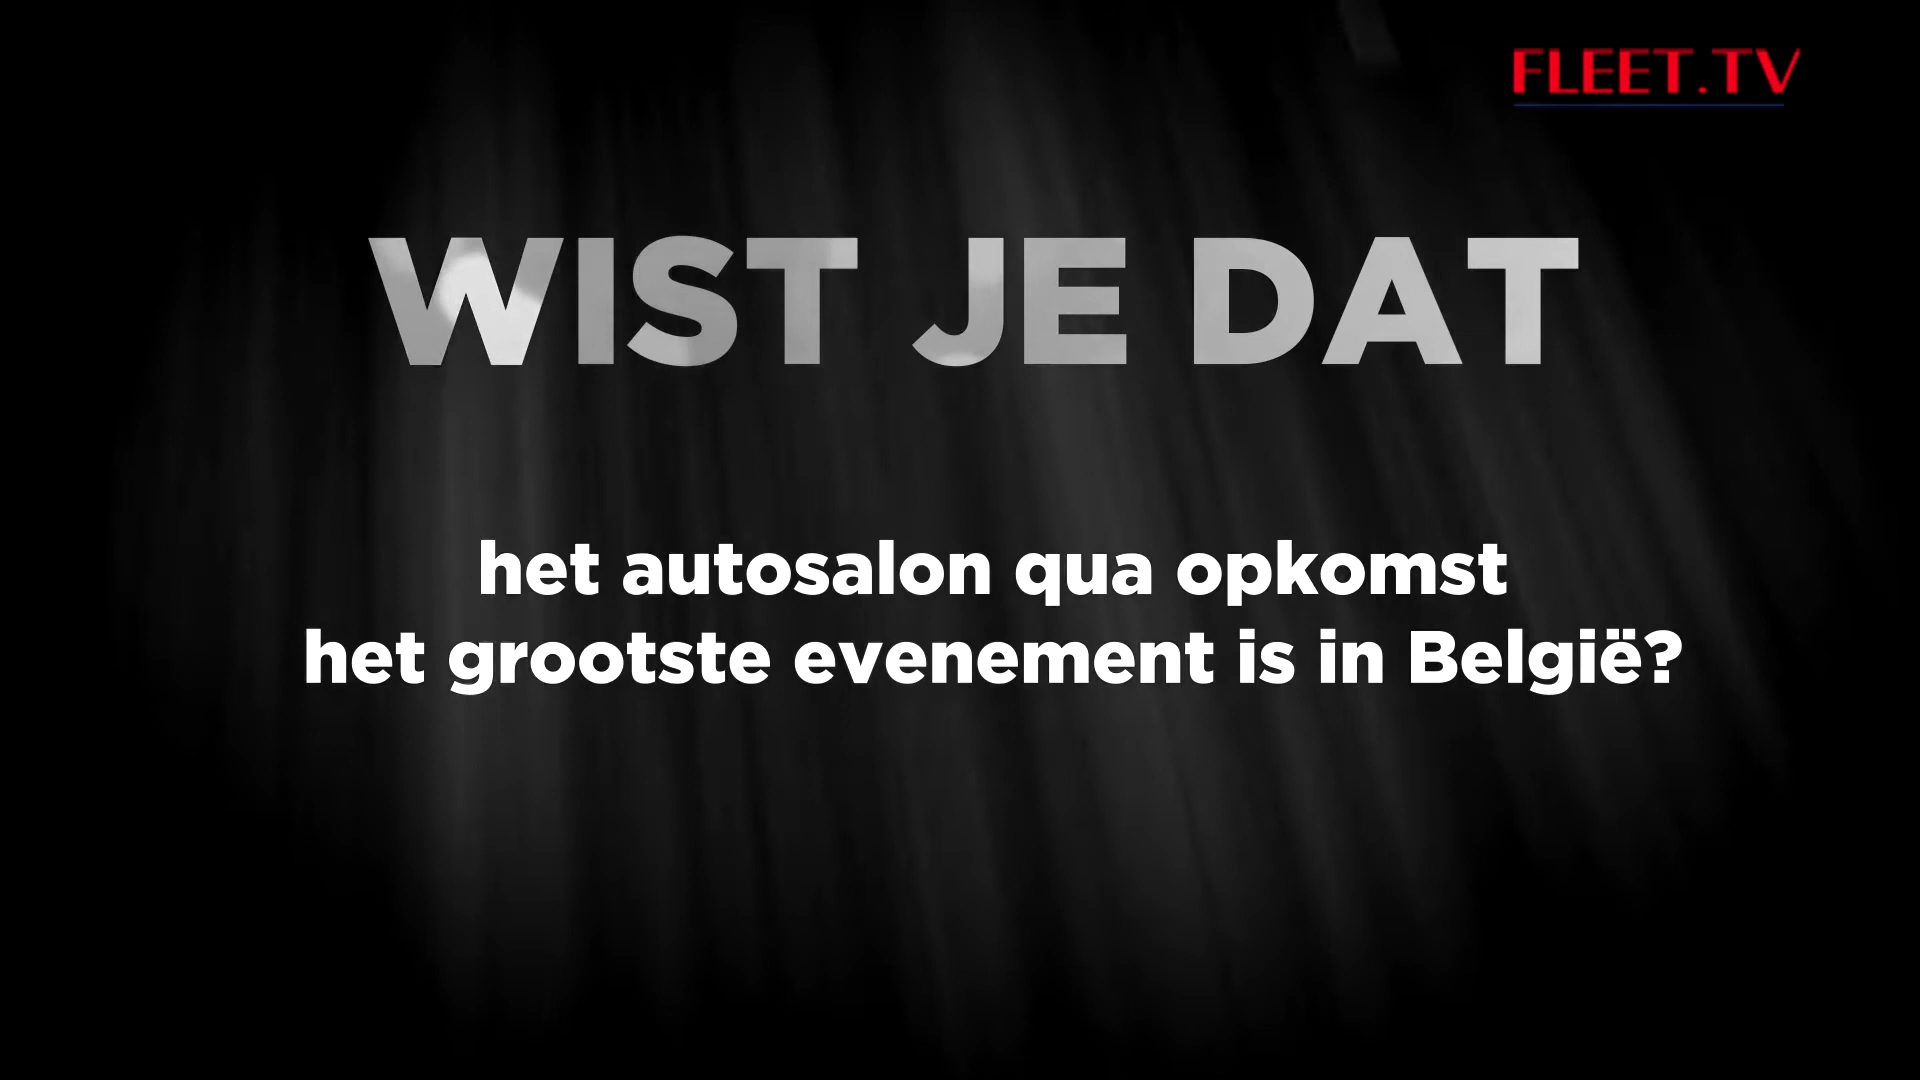 FLEET.TV
WIST JE DAT
het autosalon qua opkomst
het grootste evenement is in België?